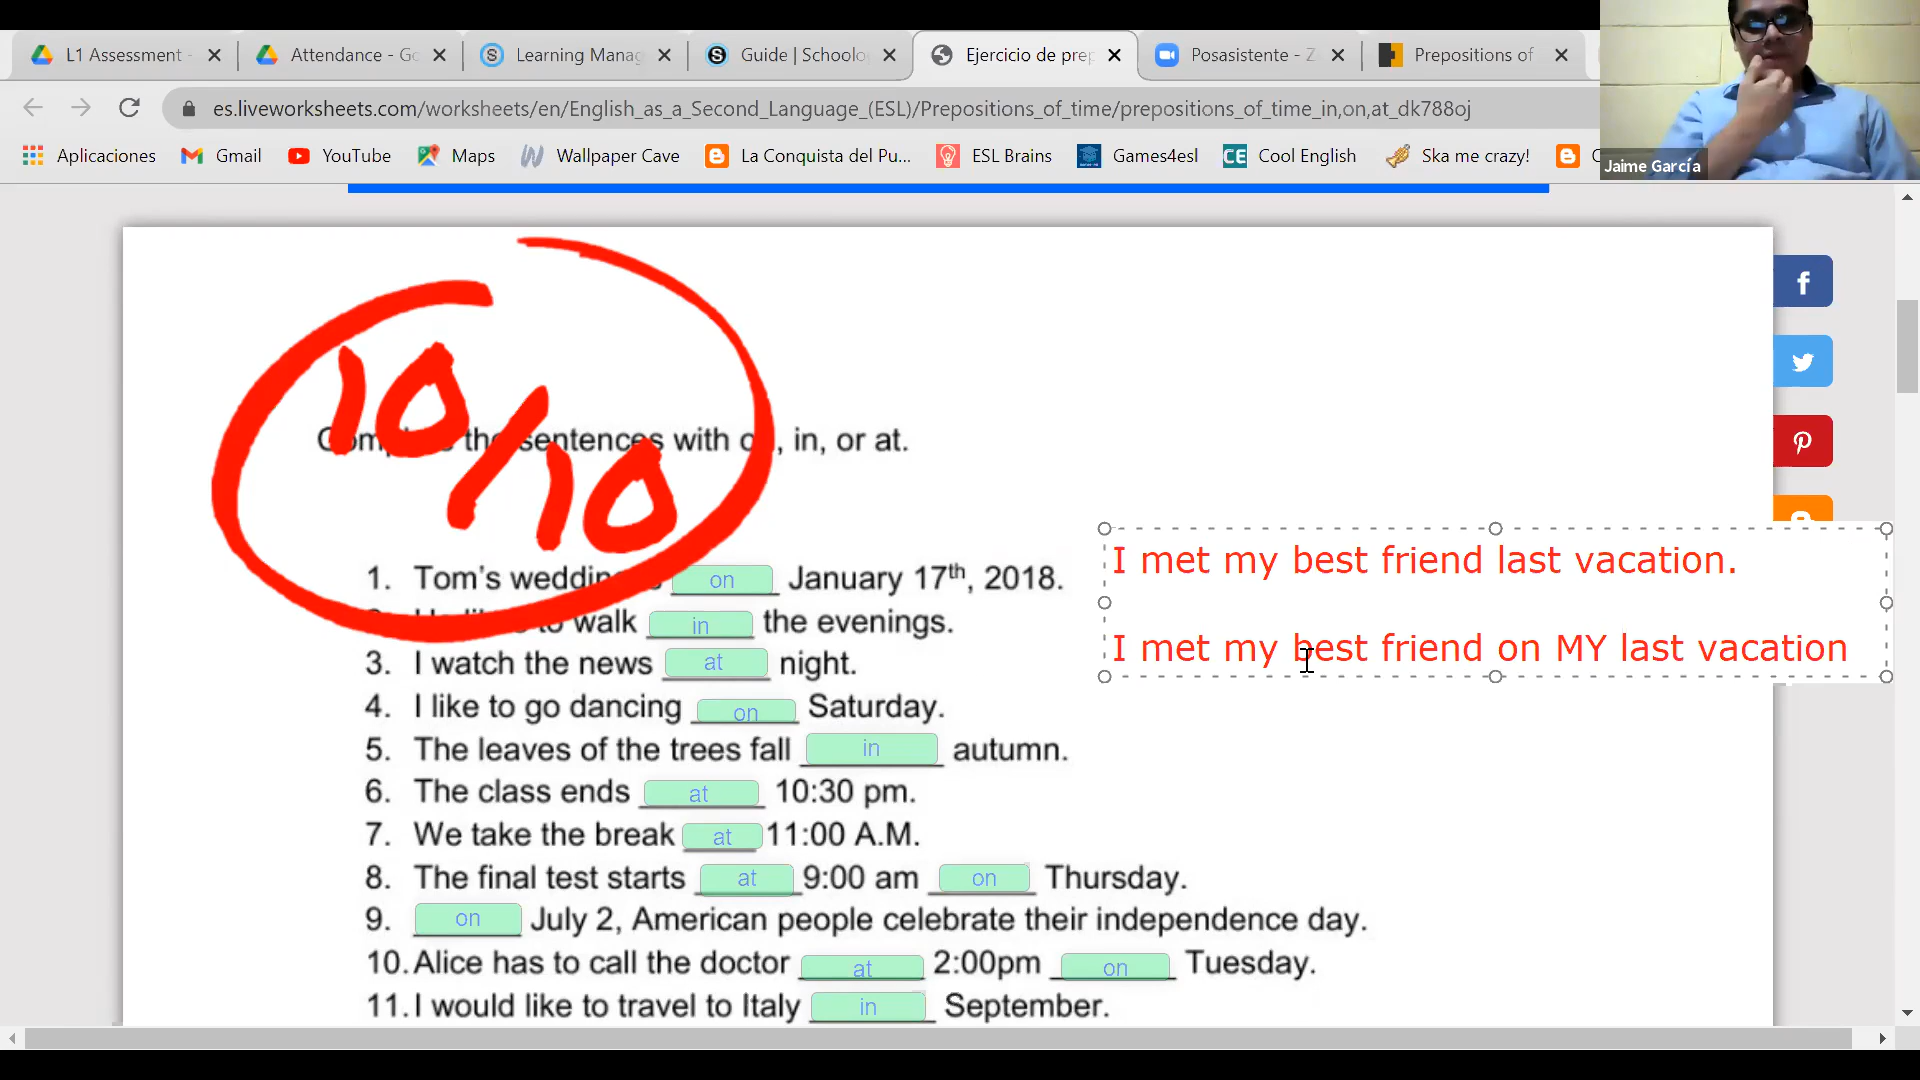 L1 Assessment -
Attendance - Go
Learning Manag
Guide | Schoolo
Ejercicio de prep
Posasistente - Z
Prepositions of
es.liveworksheets.com/worksheets/en/English_as_a_Second_Language_(ESL)/Prepositions_of_time/prepositions_of_time_in,on,at_dk788oj
Aplicaciones
Gmail
YouTube
Maps
Wallpaper Cave
La Conquista del Pu...
ESL Brains
Games4esl
CE Cool English
Ska me crazy!
Jaime García
10/10
the sentences with , in, or at.
1. Tom's wedding on January 17th, 2018.
walk in the evenings.
3. I watch the news at night.
4. I like to go dancing on Saturday.
5. The leaves of the trees fall in autumn.
6. The class ends at 10:30 pm.
7. We take the break at 11:00 A.M.
8. The final test starts at 9:00 am on Thursday.
9. on July 2, American people celebrate their independence day.
10. Alice has to call the doctor at 2:00pm on Tuesday.
11. I would like to travel to Italy in September.
I met my best friend last vacation.
I met my best friend on MY last vacation